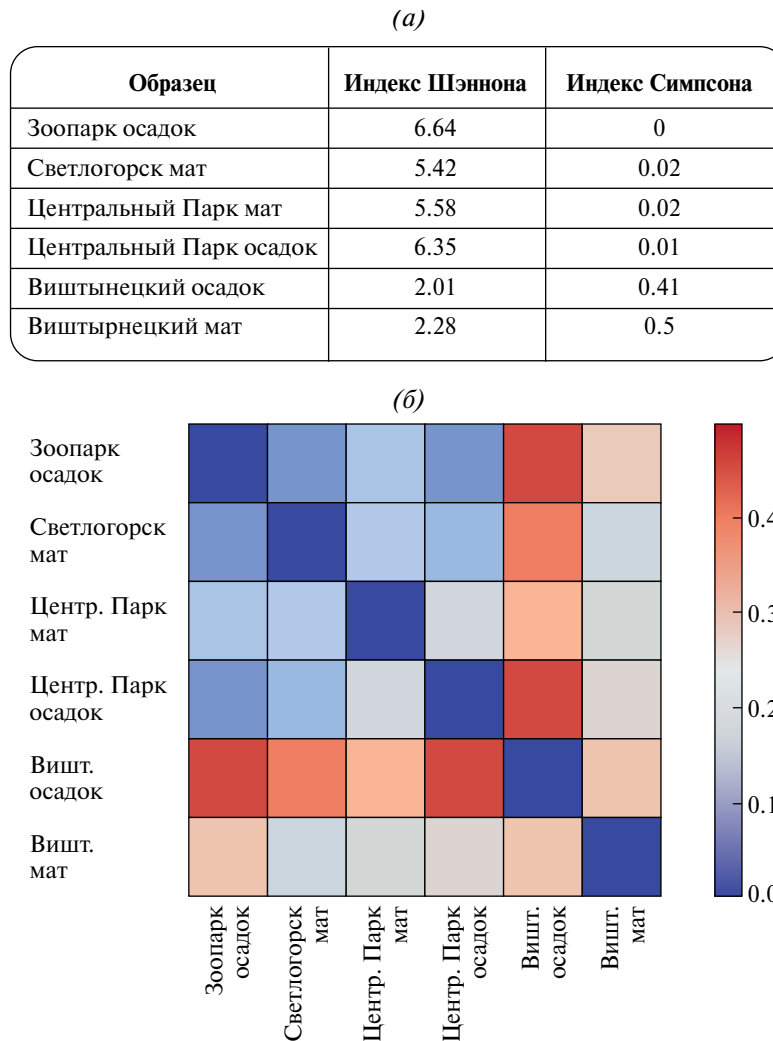 (а)
Образец Индекс Шэннона Индекс Симпсона
Зоопарк осадок 6.64 0
Светлогорск мат 5.42 0.02
Центральный Парк мат 5.58 0.02
Центральный Парк осадок 6.35 0.01
Виштынецкий осадок 2.01 0.41
Виштырнецкий мат 2.28 0.5
(б)
Зоопарк
осадок
Светлогорск
мат
Центр. Парк
мат
Центр. Парк
осадок
Вишт.
осадок
Вишт.
мат
0.4
0.3
0.2
0.1
0.0
Зоопарк
осадок
Светлогорск
мат
Центр. Парк
мат
Центр. Парк
осадок
Вишт.
осадок
Вишт.
мат